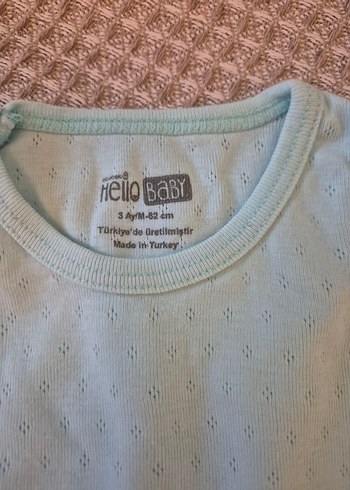 Hello BABY
3 Ay/M-62 cm
Türkiye'de üretilmiştir
Made in Turkey